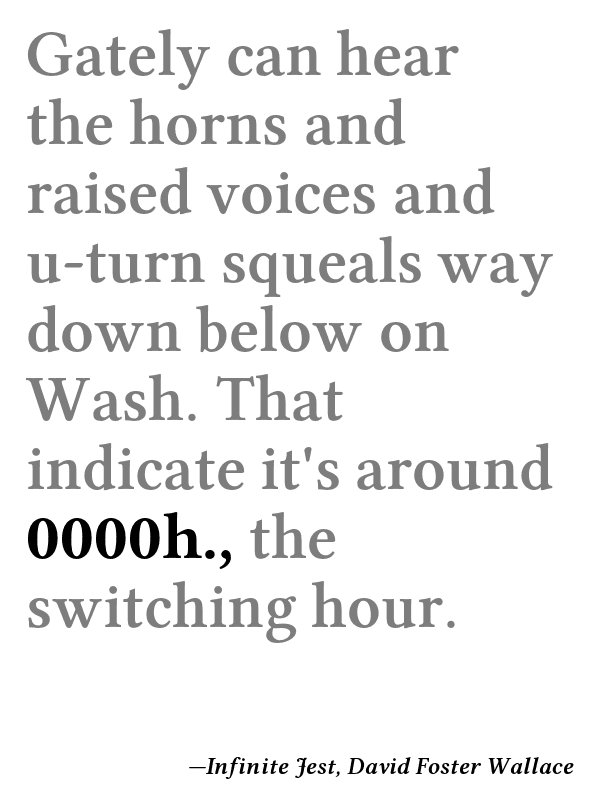 Gately can hear
the horns and
raised voices and
u-turn squeals way
down below on
Wash. That
indicate it's around
0000h., the
switching hour.
—Infinite Jest, David Foster Wallace